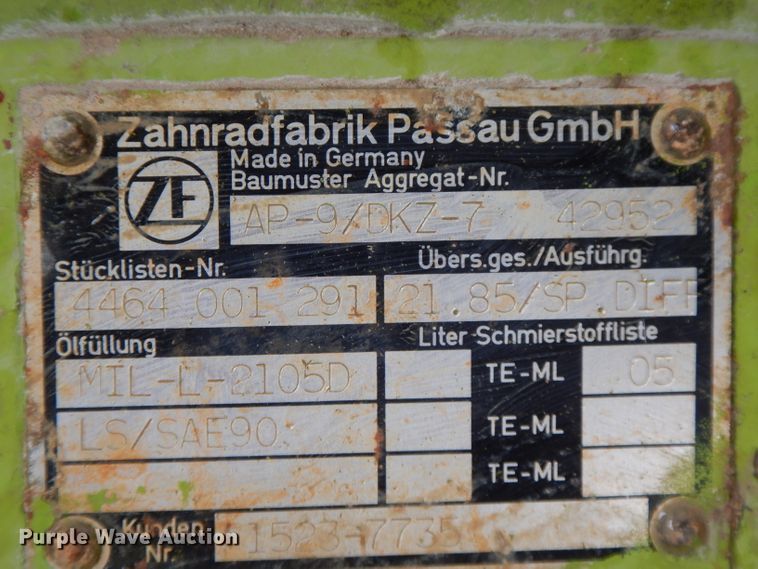 Zahnradfabrik Passau GmbH
ZF
Made in Germany
Baumuster Aggregat-Nr.
AP-9/DKZ-7 42952
Stücklisten-Nr. Übers.ges./Ausführg.
4464 001 291 21.85/SP.DIFF
Ölfüllung Liter Schmierstoffliste
MIL-L-2105D TE-ML 05
LS/SAE90 TE-ML
TE-ML
Kunden Nr. 1523-7735
Purple Wave Auction